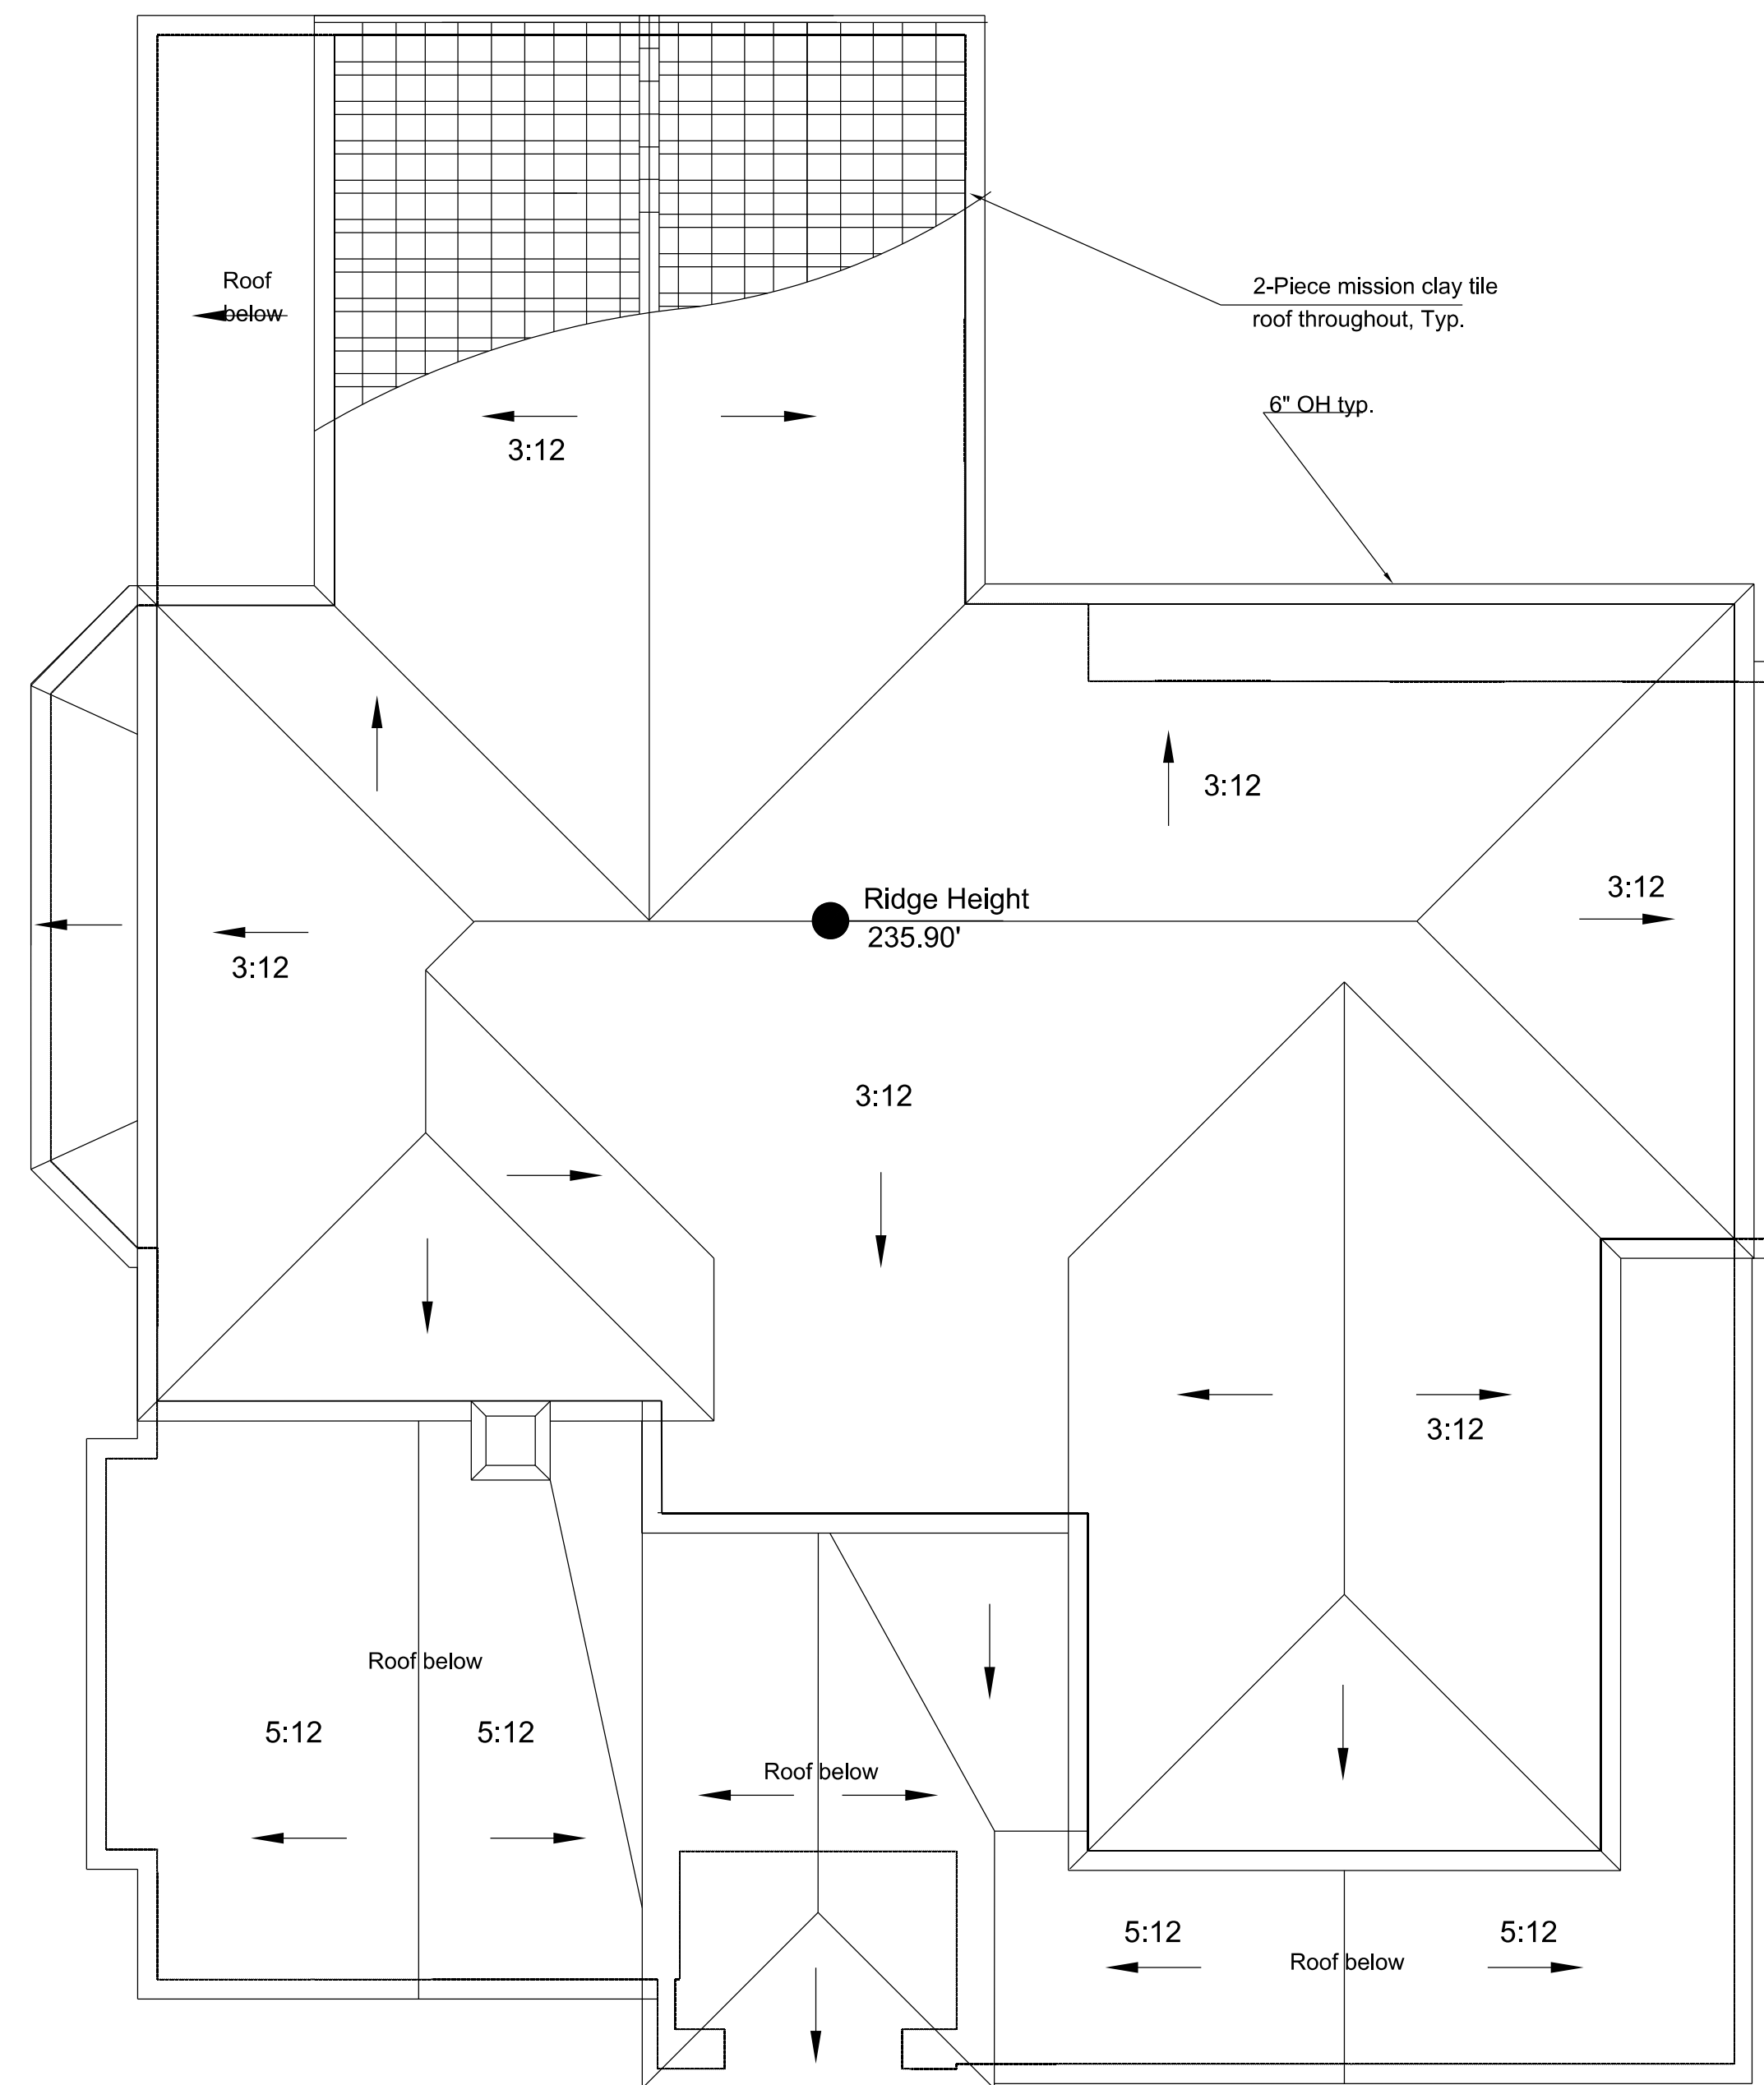 Roof
below
2-Piece mission clay tile
roof throughout, Typ.
6" OH typ.
3:12
3:12
Ridge Height
235.90'
3:12
3:12
3:12
3:12
Roof below
5:12
5:12
Roof below
5:12
5:12
Roof below